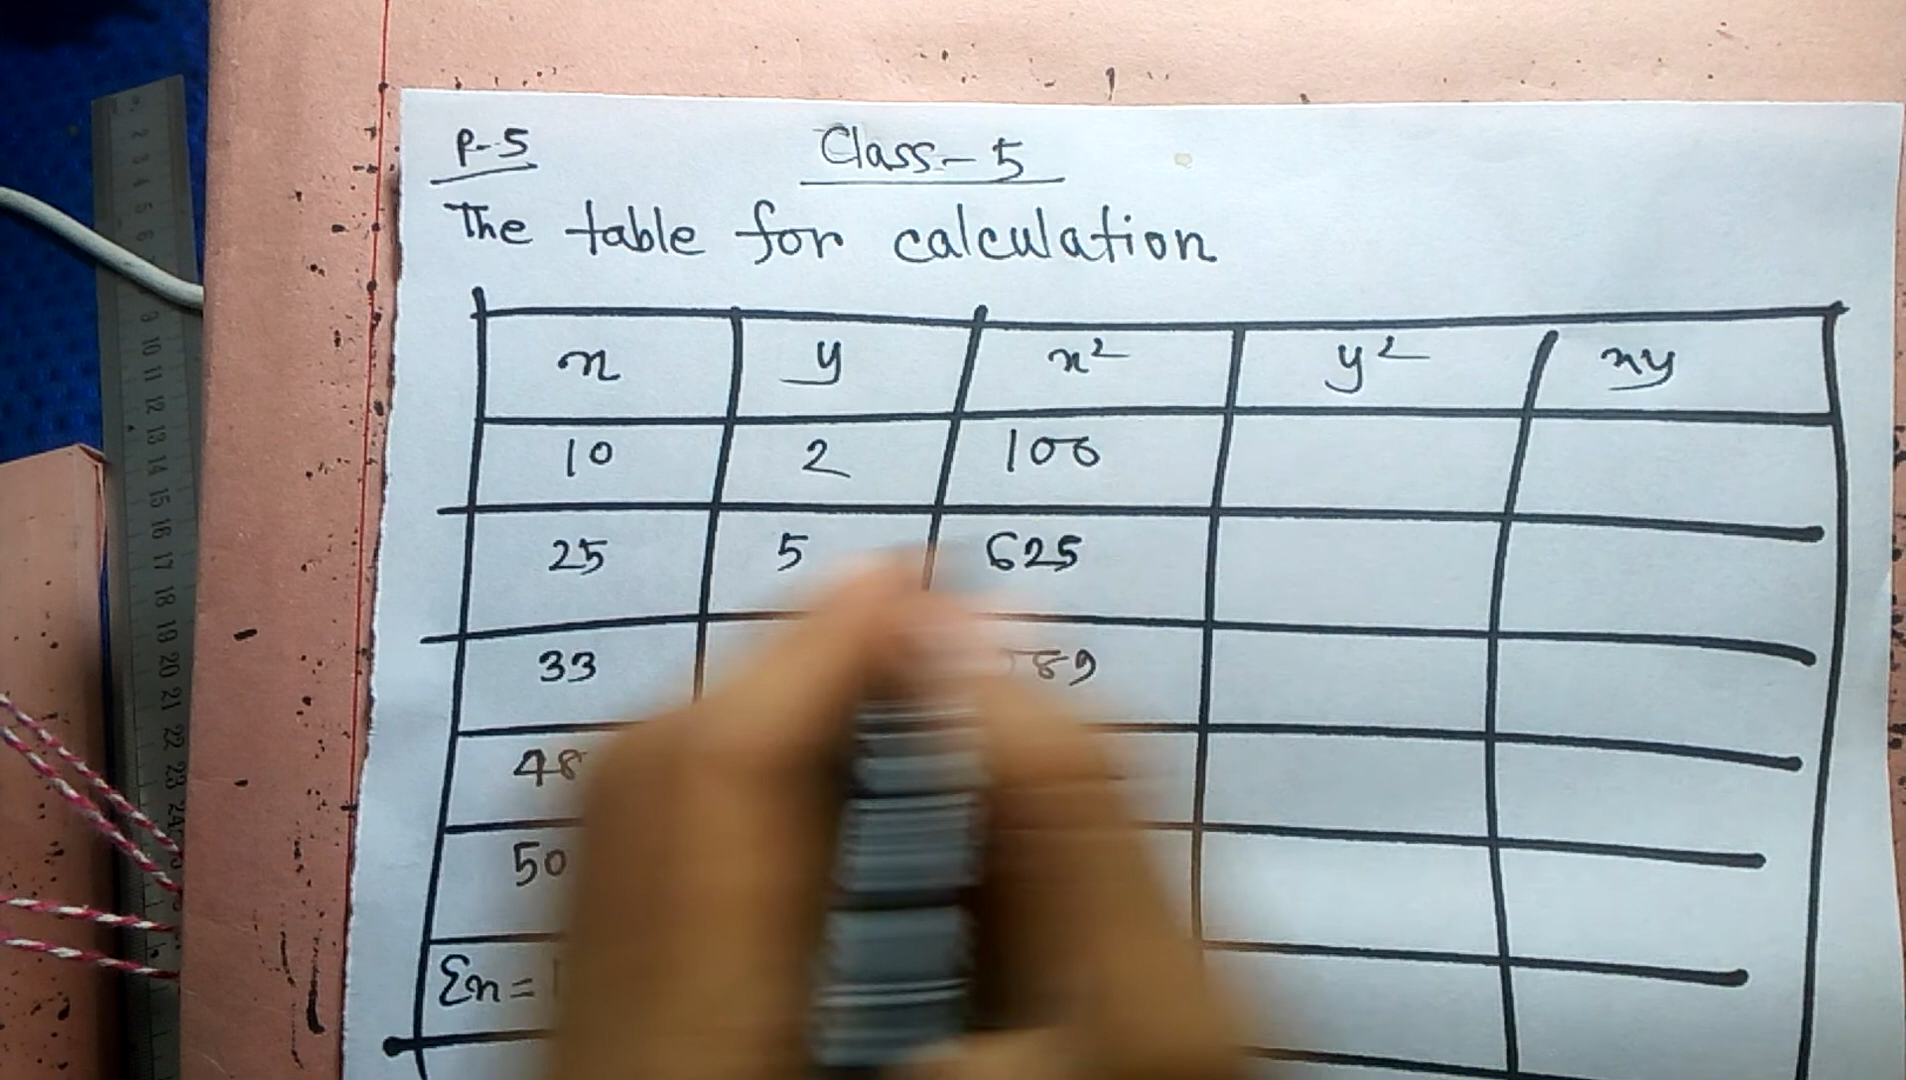 P-5 Class-5
The table for calculation
x y x² y² xy
10 2 100
25 5 625
33 89
48
50
Σx=